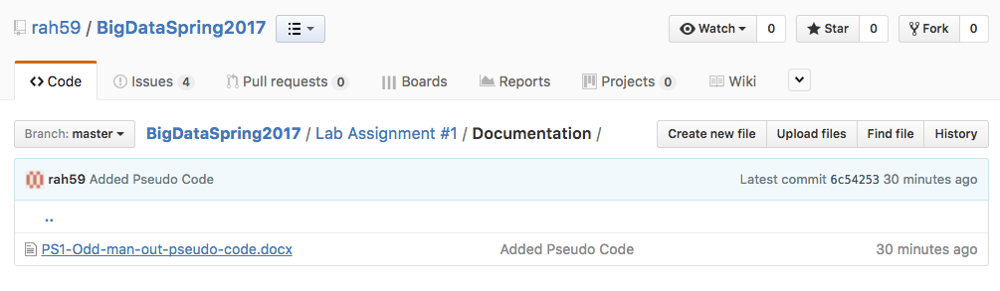 rah59 / BigDataSpring2017 Watch 0 Star 0 Fork 0
Code Issues 4 Pull requests 0 Boards Reports Projects 0 Wiki
Branch: master BigDataSpring2017 / Lab Assignment #1 / Documentation / Create new file Upload files Find file History
rah59 Added Pseudo Code Latest commit 6c54253 30 minutes ago
..
PS1-Odd-man-out-pseudo-code.docx Added Pseudo Code 30 minutes ago